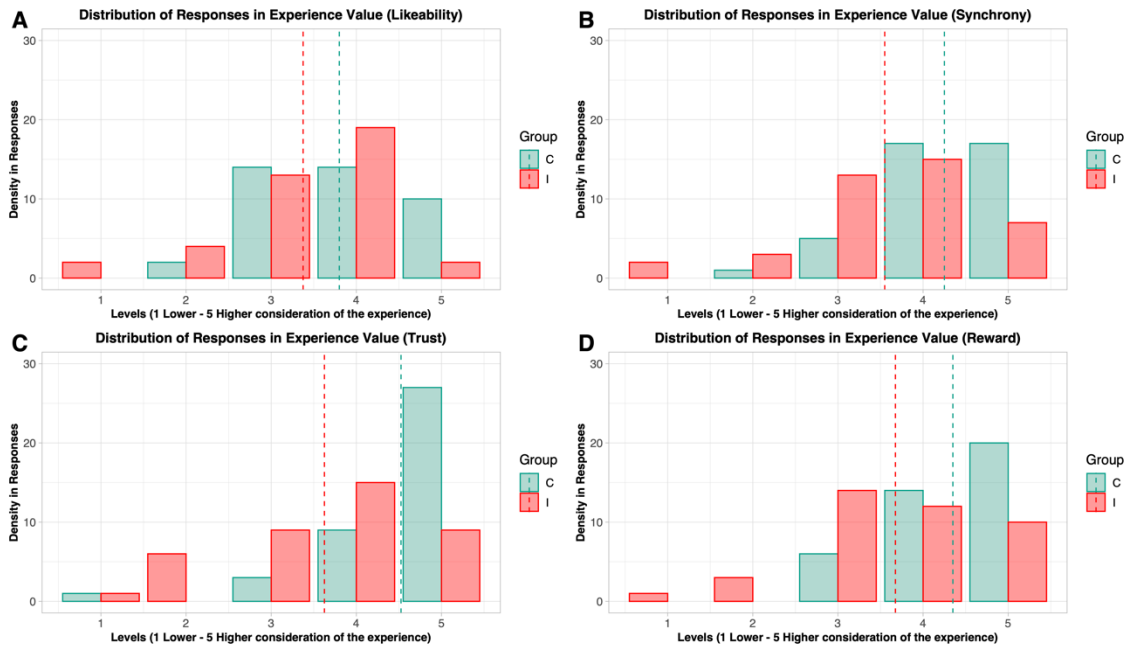 A
Distribution of Responses in Experience Value (Likeability)
30
20
10
0
Density in Responses
1 2 3 4 5
Levels (1 Lower - 5 Higher consideration of the experience)
Group
C
I
B
Distribution of Responses in Experience Value (Synchrony)
30
20
10
0
Density in Responses
1 2 3 4 5
Levels (1 Lower - 5 Higher consideration of the experience)
Group
C
I
C
Distribution of Responses in Experience Value (Trust)
30
20
10
0
Density in Responses
1 2 3 4 5
Levels (1 Lower - 5 Higher consideration of the experience)
Group
C
I
D
Distribution of Responses in Experience Value (Reward)
30
20
10
0
Density in Responses
1 2 3 4 5
Levels (1 Lower - 5 Higher consideration of the experience)
Group
C
I